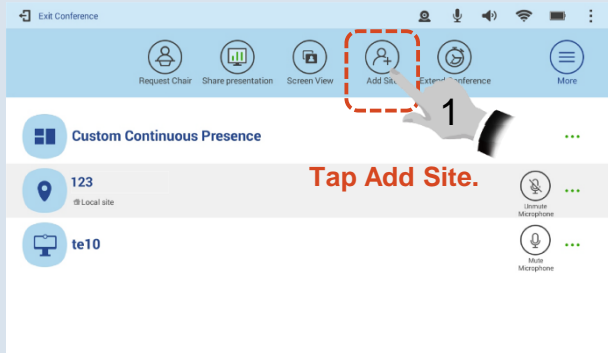 Exit Conference
Request Chair Share presentation Screen View Add Site Extend Conference More
1
Custom Continuous Presence
Tap Add Site.
123
Local site
Unmute
Microphone
te10
Mute
Microphone